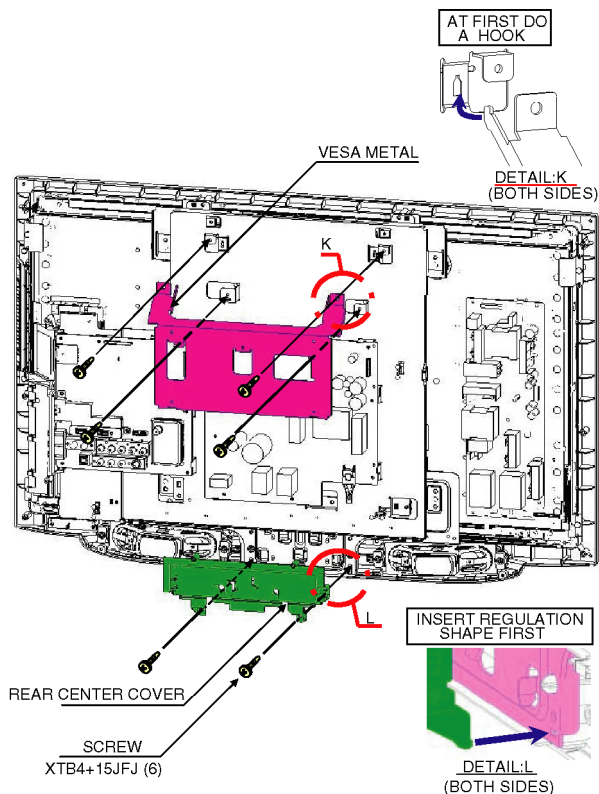 AT FIRST DO
A HOOK
DETAIL:K
(BOTH SIDES)
VESA METAL
K
L
INSERT REGULATION
SHAPE FIRST
REAR CENTER COVER
SCREW
XTB4+15JFJ (6)
DETAIL:L
(BOTH SIDES)